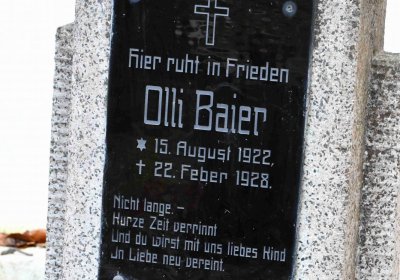 Hier ruht in Frieden
Olli Baier
✶ 15. August 1922,
✝ 22. Feber 1928.
Nicht lange. –
Kurze Zeit verrinnt
Und du wirst mit uns liebes Kind
In Liebe neu vereint.